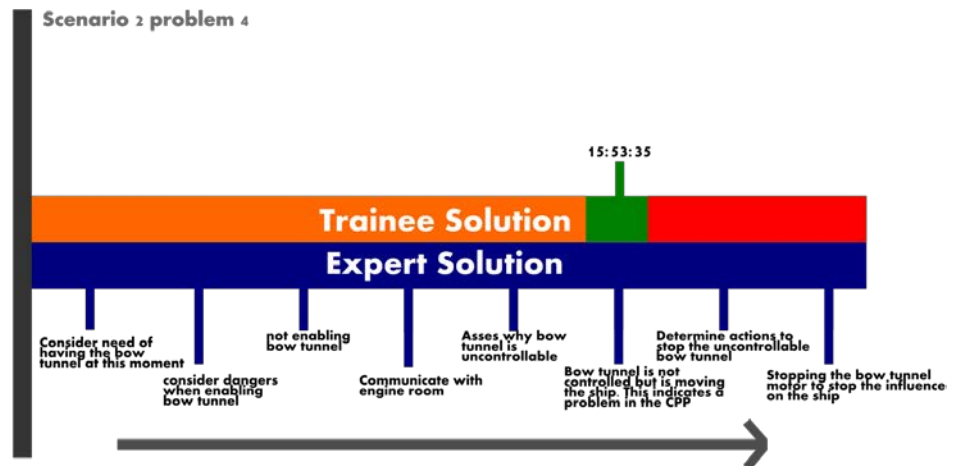 Scenario 2 problem 4
15:53:35
Trainee Solution
Expert Solution
Consider need of
having the bow
tunnel at this moment
consider dangers
when enabling
bow tunnel
not enabling
bow tunnel
Communicate with
engine room
Asses why bow
tunnel is
uncontrollable
Bow tunnel is not
controlled but is moving
the ship. This indicates a
problem in the CPP
Determine actions to
stop the uncontrollable
bow tunnel
Stopping the bow tunnel
motor to stop the influence
on the ship